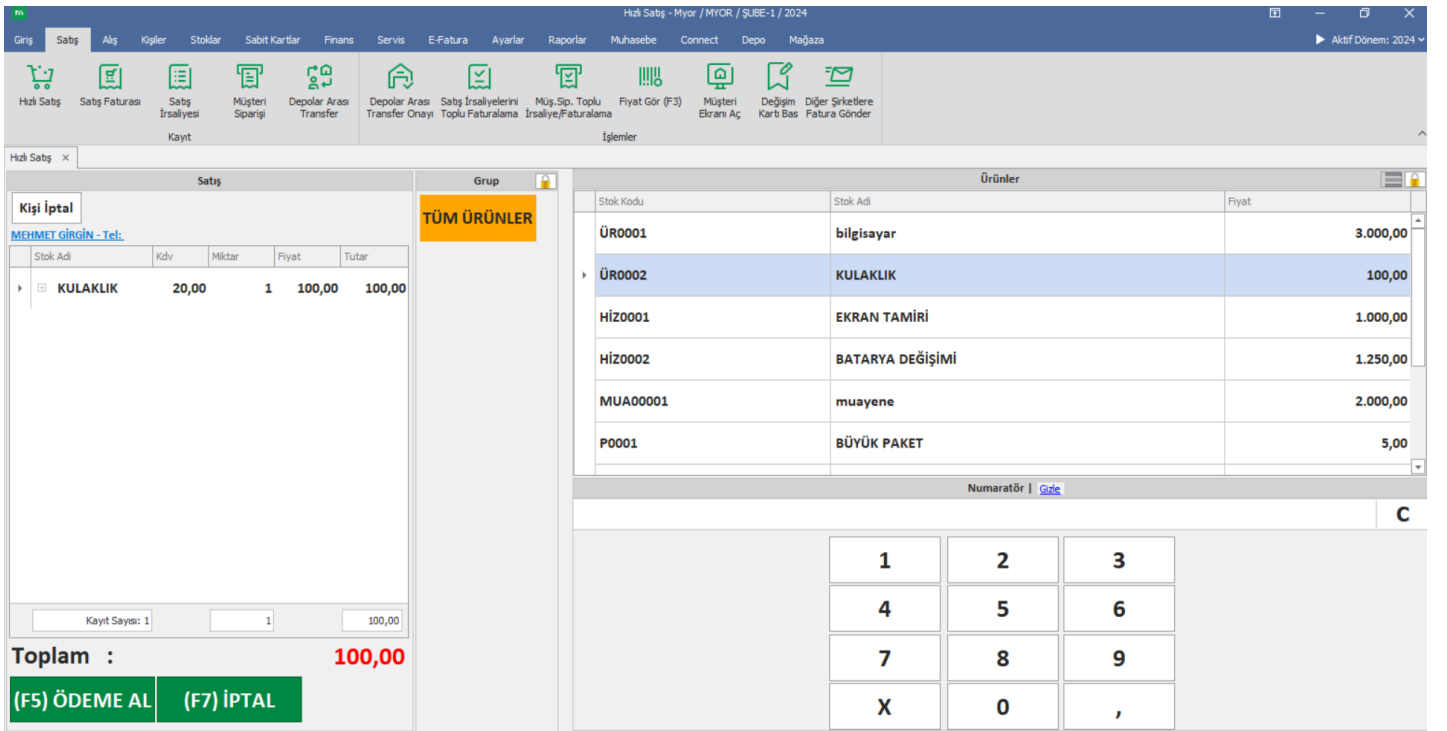 Hızlı Satış - Myor / MYOR / ŞUBE-1 / 2024
Giriş Satış Alış Kişiler Stoklar Sabit Kartlar Finans Servis E-Fatura Ayarlar Raporlar Muhasebe Connect Depo Mağaza Aktif Dönem: 2024
Hızlı Satış
Satış Faturası
Satış
İrsaliyesi
Müşteri
Siparişi
Depolar Arası
Transfer
Depolar Arası
Transfer Onayı
Satış İrsaliyelerini
Toplu Faturalama
Müş.Sip. Toplu
İrsaliye/Faturalama
Fiyat Gör (F3)
Müşteri
Ekranı Aç
Değişim
Kartı Bas
Diğer Şirketlere
Fatura Gönder
Kayıt
İşlemler
Hızlı Satış ×
Satış
Kişi İptal
MEHMET GİRGİN - Tel:
Stok Adi Kdv Miktar Fiyat Tutar
KULAKLIK 20,00 1 100,00 100,00
Kayıt Sayısı: 1 1 100,00
Toplam : 100,00
(F5) ÖDEME AL (F7) İPTAL
Grup
TÜM ÜRÜNLER
Ürünler
Stok Kodu Stok Adi Fiyat
ÜR0001 bilgisayar 3.000,00
ÜR0002 KULAKLIK 100,00
HİZ0001 EKRAN TAMİRİ 1.000,00
HİZ0002 BATARYA DEĞİŞİMİ 1.250,00
MUA00001 muayene 2.000,00
P0001 BÜYÜK PAKET 5,00
Numaratör | Gizle
C
1 2 3
4 5 6
7 8 9
X 0 ,